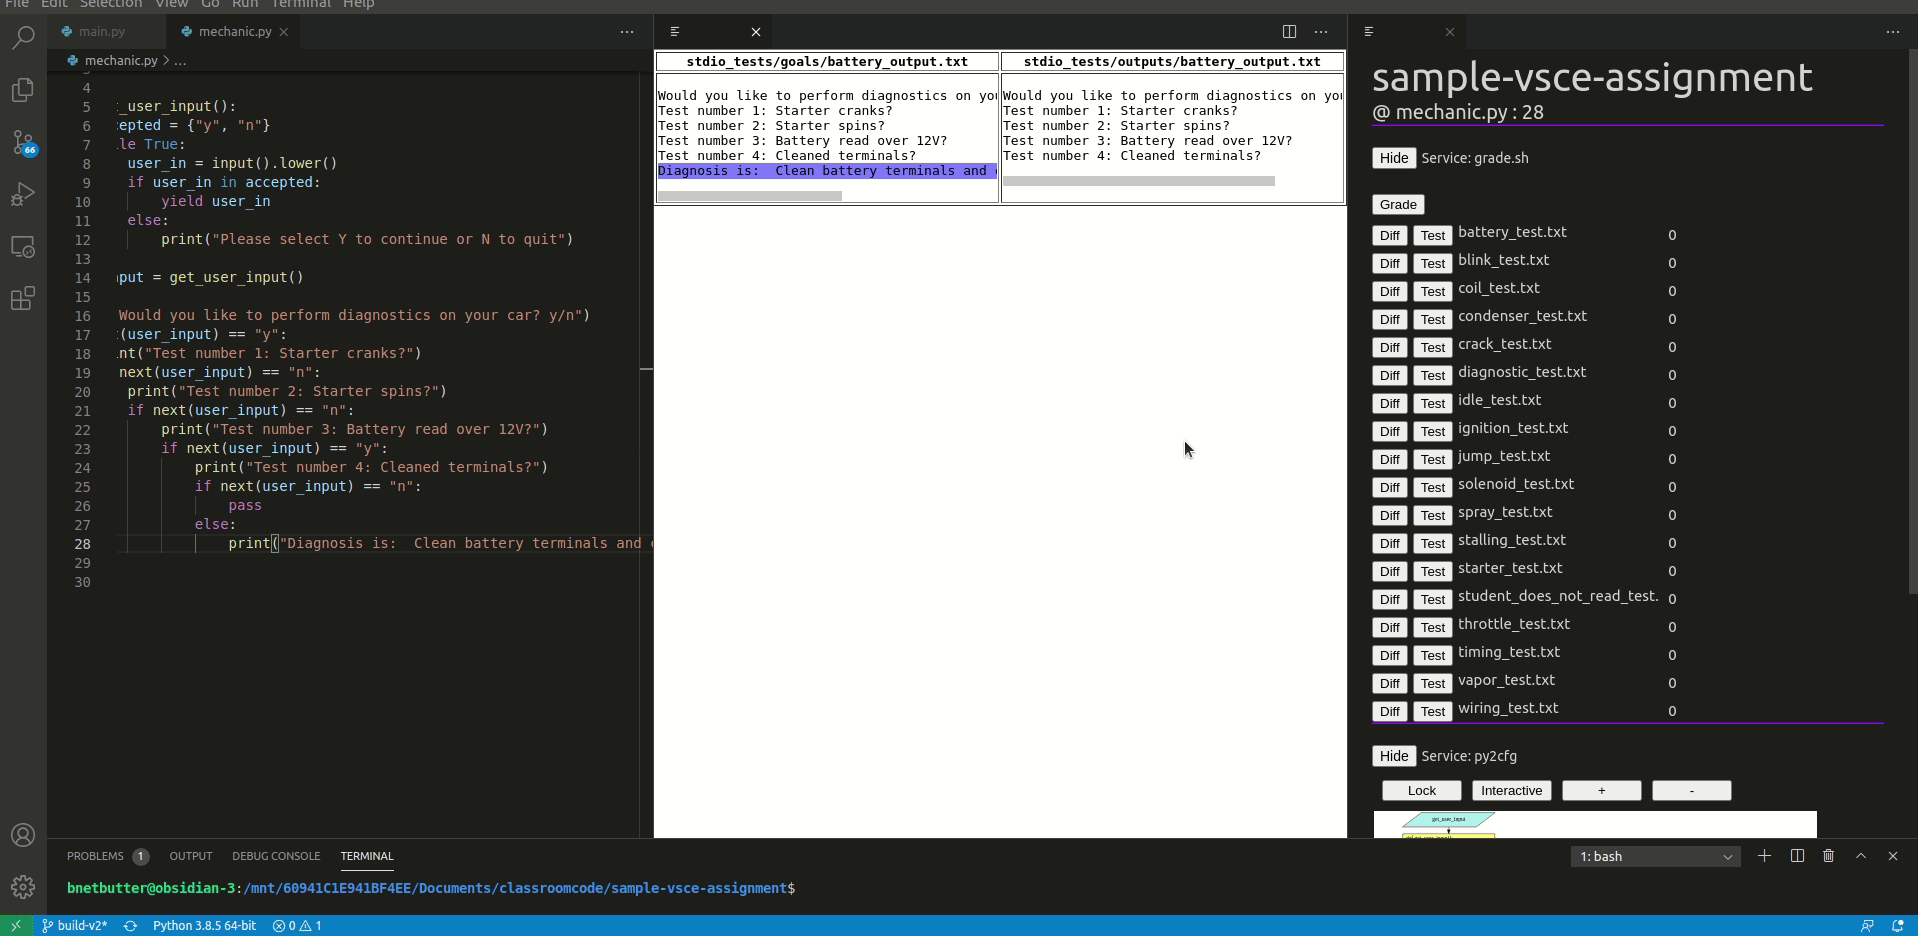 File Edit Selection View Go Run Terminal Help
main.py
mechanic.py
mechanic.py > ...
4
5 _user_input():
6 epted = {"y", "n"}
7 le True:
8 user_in = input().lower()
9 if user_in in accepted:
10 yield user_in
11 else:
12 print("Please select Y to continue or N to quit")
13
14 put = get_user_input()
15
16 Would you like to perform diagnostics on your car? y/n")
17 (user_input) == "y":
18 nt("Test number 1: Starter cranks?")
19 next(user_input) == "n":
20 print("Test number 2: Starter spins?")
21 if next(user_input) == "n":
22 print("Test number 3: Battery read over 12V?")
23 if next(user_input) == "y":
24 print("Test number 4: Cleaned terminals?")
25 if next(user_input) == "n":
26 pass
27 else:
28 print("Diagnosis is:  Clean battery terminals and
29
30
stdio_tests/goals/battery_output.txt
Would you like to perform diagnostics on you
Test number 1: Starter cranks?
Test number 2: Starter spins?
Test number 3: Battery read over 12V?
Test number 4: Cleaned terminals?
Diagnosis is:  Clean battery terminals and
stdio_tests/outputs/battery_output.txt
Would you like to perform diagnostics on you
Test number 1: Starter cranks?
Test number 2: Starter spins?
Test number 3: Battery read over 12V?
Test number 4: Cleaned terminals?
sample-vsce-assignment
@ mechanic.py : 28
Hide Service: grade.sh
Grade
Diff Test battery_test.txt 0
Diff Test blink_test.txt 0
Diff Test coil_test.txt 0
Diff Test condenser_test.txt 0
Diff Test crack_test.txt 0
Diff Test diagnostic_test.txt 0
Diff Test idle_test.txt 0
Diff Test ignition_test.txt 0
Diff Test jump_test.txt 0
Diff Test solenoid_test.txt 0
Diff Test spray_test.txt 0
Diff Test stalling_test.txt 0
Diff Test starter_test.txt 0
Diff Test student_does_not_read_test. 0
Diff Test throttle_test.txt 0
Diff Test timing_test.txt 0
Diff Test vapor_test.txt 0
Diff Test wiring_test.txt 0
Hide Service: py2cfg
Lock Interactive + -
get_user_input
66
PROBLEMS 1 OUTPUT DEBUG CONSOLE TERMINAL
1: bash
bnetbutter@obsidian-3:/mnt/60941C1E941BF4EE/Documents/classroomcode/sample-vsce-assignment$
build-v2* Python 3.8.5 64-bit 0 1